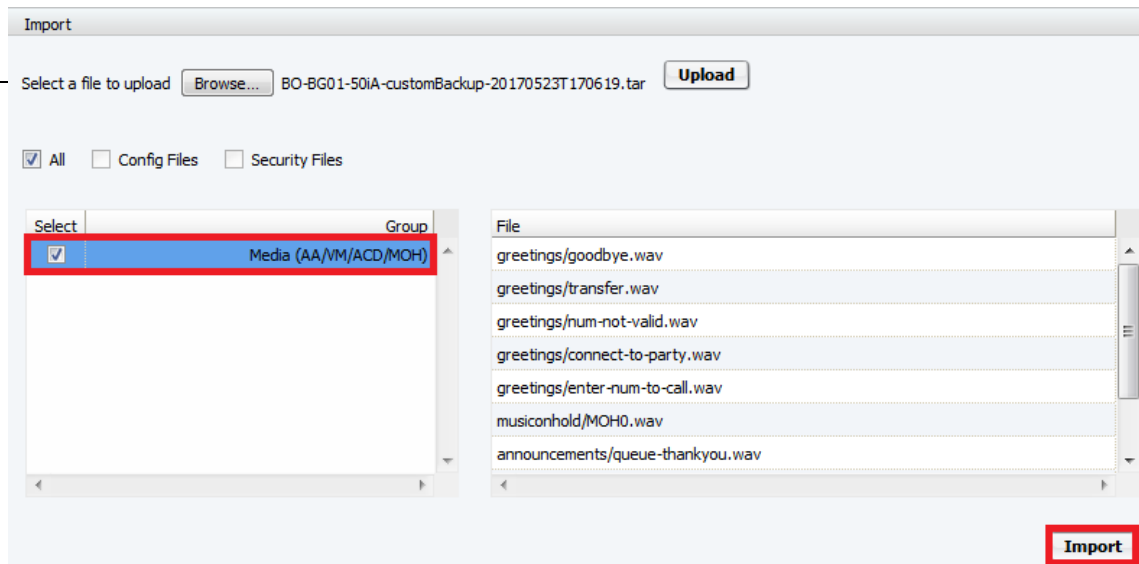 Import
Select a file to upload Browse... BO-BG01-50iA-customBackup-20170523T170619.tar Upload
All Config Files Security Files
Select Group File
Media (AA/VM/ACD/MOH) greetings/goodbye.wav
greetings/transfer.wav
greetings/num-not-valid.wav
greetings/connect-to-party.wav
greetings/enter-num-to-call.wav
musiconhold/MOH0.wav
announcements/queue-thankyou.wav
Import